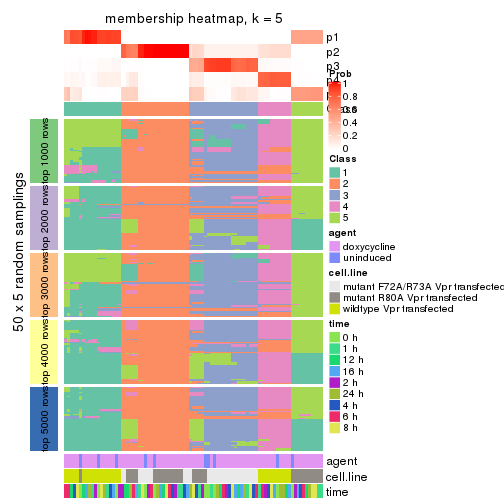 membership heatmap, k = 5
p1
p2
p3
p4
Prob
1
0.8
0.6
0.4
0.2
0
Class
1
2
3
4
5
agent
doxycycline
uninduced
cell.line
mutant F72A/R73A Vpr transfected
mutant R80A Vpr transfected
wildtype Vpr transfected
time
0 h
1 h
12 h
16 h
2 h
24 h
4 h
6 h
8 h
50 x 5 random samplings
top 1000 rows
top 2000 rows
top 3000 rows
top 4000 rows
top 5000 rows
agent
cell.line
time